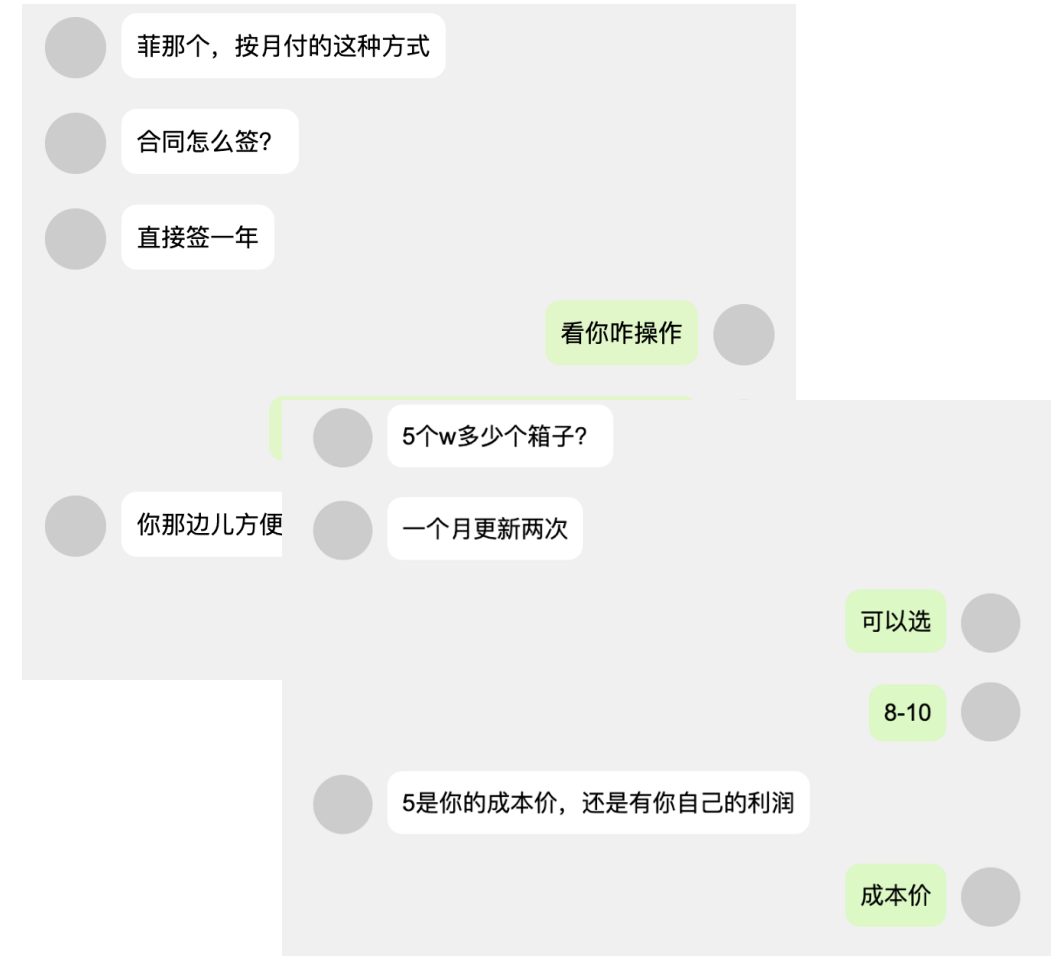 菲那个，按月付的这种方式
合同怎么签？
直接签一年
看你咋操作
你那边儿方便
5个w多少个箱子？
一个月更新两次
可以选
8-10
5是你的成本价，还是有你自己的利润
成本价